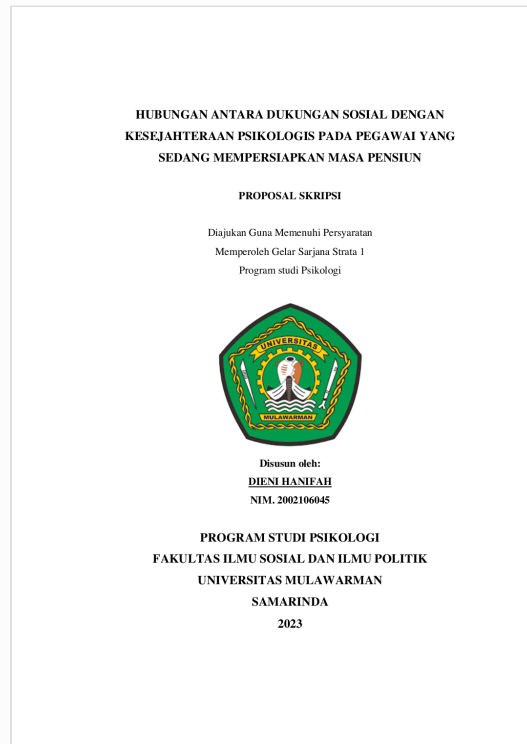 HUBUNGAN ANTARA DUKUNGAN SOSIAL DENGAN
KESEJAHTERAAN PSIKOLOGIS PADA PEGAWAI YANG
SEDANG MEMPERSIAPKAN MASA PENSIUN
PROPOSAL SKRIPSI
Diajukan Guna Memenuhi Persyaratan
Memperoleh Gelar Sarjana Strata 1
Program studi Psikologi
UNIVERSITAS
MULAWARMAN
Disusun oleh:
DIENI HANIFAH
NIM. 2002106045
PROGRAM STUDI PSIKOLOGI
FAKULTAS ILMU SOSIAL DAN ILMU POLITIK
UNIVERSITAS MULAWARMAN
SAMARINDA
2023